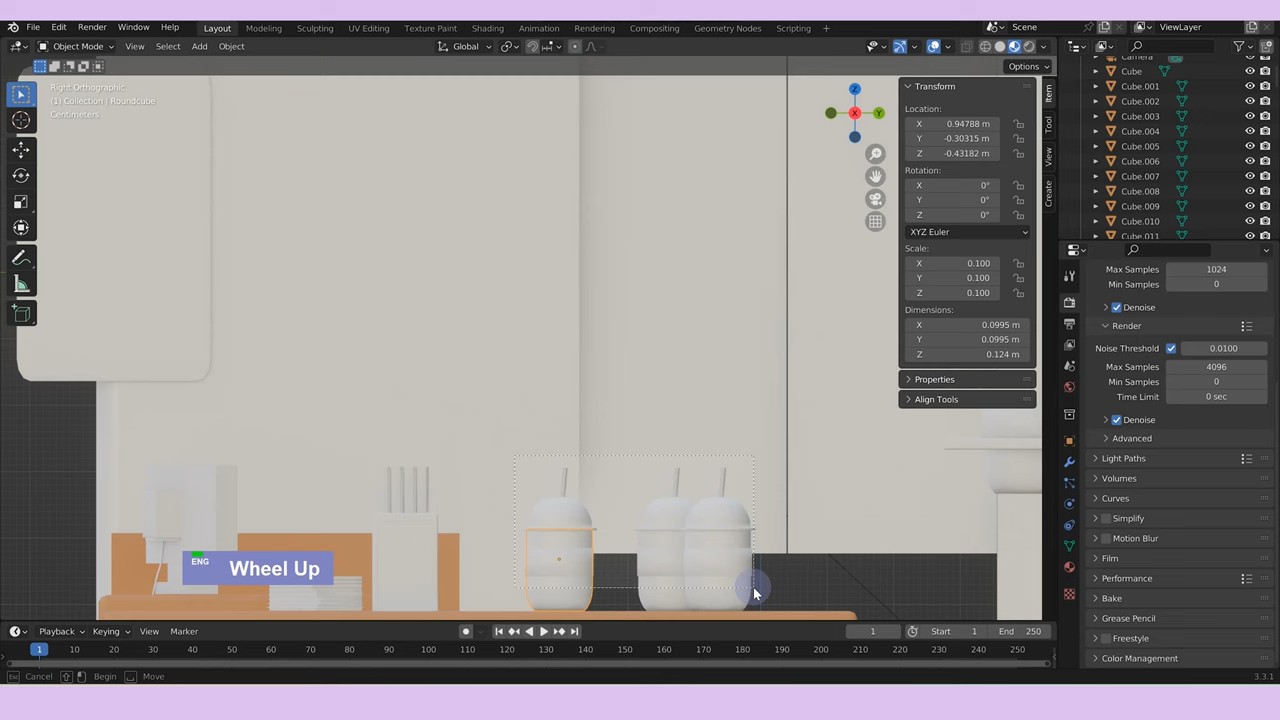 File Edit Render Window Help Layout Modeling Sculpting UV Editing Texture Paint Shading Animation Rendering Compositing Geometry Nodes Scripting + Scene ViewLayer
Object Mode View Select Add Object Global
Options
Right Orthographic
(1) Collection | Roundcube
Centimeters
Z
X
Y
Transform
Location:
X 0.94788 m
Y -0.30315 m
Z -0.43182 m
Rotation:
X 0°
Y 0°
Z 0°
XYZ Euler
Scale:
X 0.100
Y 0.100
Z 0.100
Dimensions:
X 0.0995 m
Y 0.0995 m
Z 0.124 m
Properties
Align Tools
Item
Tool
View
Create
Camera
Cube
Cube.001
Cube.002
Cube.003
Cube.004
Cube.005
Cube.006
Cube.007
Cube.008
Cube.009
Cube.010
Cube.011
Max Samples 1024
Min Samples 0
Denoise
Render
Noise Threshold 0.0100
Max Samples 4096
Min Samples 0
Time Limit 0 sec
Denoise
Advanced
Light Paths
Volumes
Curves
Simplify
Motion Blur
Film
Performance
Bake
Grease Pencil
Freestyle
Color Management
ENG Wheel Up
Playback Keying View Marker 1 Start 1 End 250
1 10 20 30 40 50 60 70 80 90 100 110 120 130 140 150 160 170 180 190 200 210 220 230 240 250
Cancel Begin Move 3.3.1